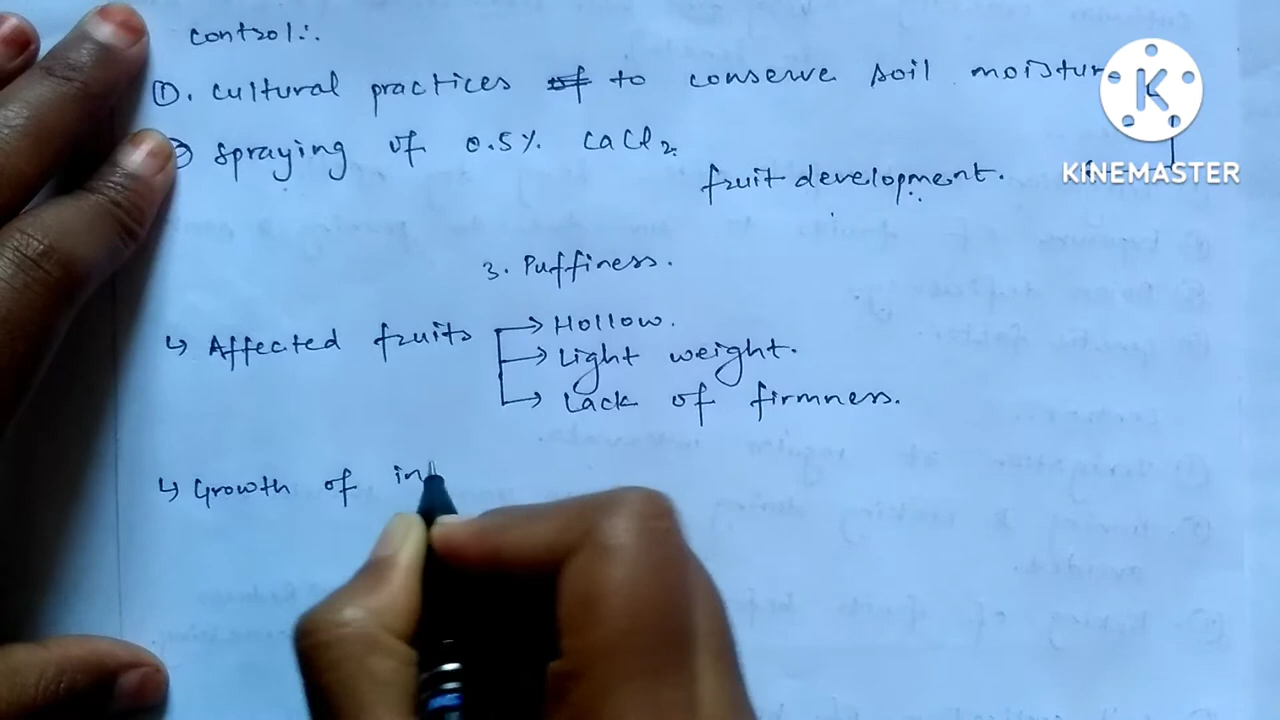 control:.
①. cultural practices of to conserve soil moisture
② spraying of 0.5%. CaCl2.
fruit development.
KINEMASTER
3. Puffiness.
↳ Affected fruits → Hollow.
→ Light weight.
→ Lack of firmness.
↳ Growth of in